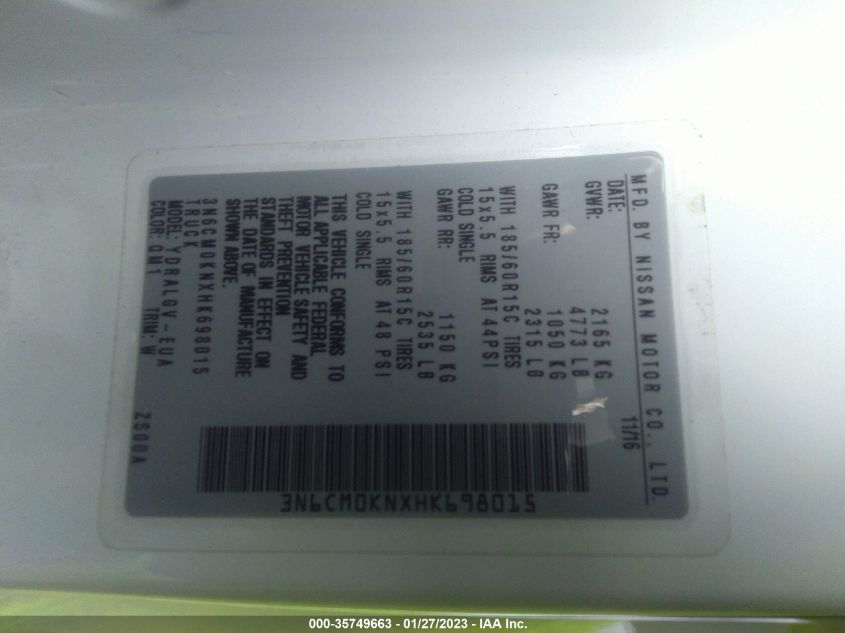 MFD. BY NISSAN MOTOR CO., LTD.
DATE: 11/16
GVWR: 2165 KG
4773 LB
GAWR FR: 1050 KG
2315 LB
WITH 185/60R15C TIRES
15x5.5 RIMS AT 44PSI
COLD SINGLE
GAWR RR: 1150 KG
2535 LB
WITH 185/60R15C TIRES
15x5.5 RIMS AT 48 PSI
COLD SINGLE
THIS VEHICLE CONFORMS TO
ALL APPLICABLE FEDERAL
MOTOR VEHICLE SAFETY AND
THEFT PREVENTION
STANDARDS IN EFFECT ON
THE DATE OF MANUFACTURE
SHOWN ABOVE.
3N6CM0KNXHK698015
TRUCK
MODEL: YDRALGV-EUA
COLOR: QM1 TRIM: W
ZS00A
3N6CM0KNXHK698015
000-35749663 - 01/27/2023 - IAA Inc.